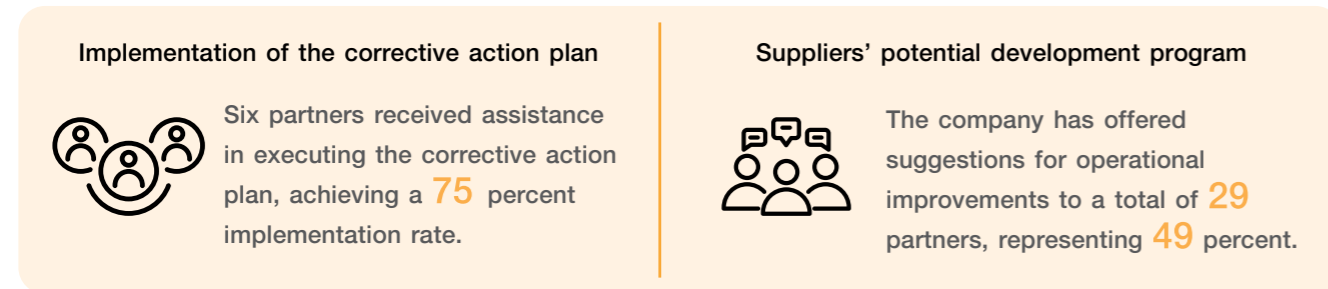 Implementation of the corrective action plan
Six partners received assistance
in executing the corrective action
plan, achieving a 75 percent
implementation rate.
Suppliers’ potential development program
The company has offered
suggestions for operational
improvements to a total of 29
partners, representing 49 percent.